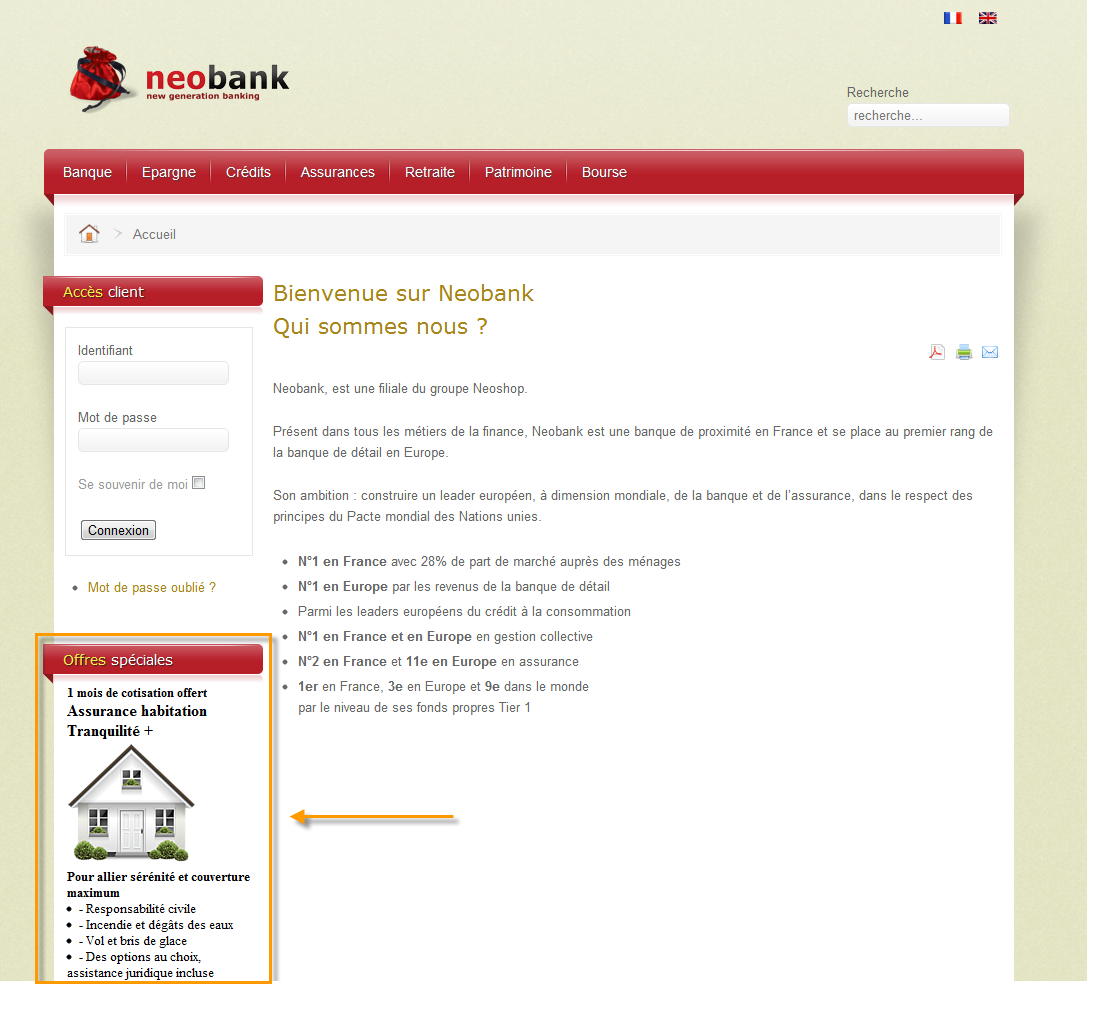 neobank
new generation banking
Recherche
recherche...
Banque
Epargne
Crédits
Assurances
Retraite
Patrimoine
Bourse
Accueil
Accès client
Identifiant
Mot de passe
Se souvenir de moi
Connexion
Mot de passe oublié ?
Offres spéciales
1 mois de cotisation offert
Assurance habitation
Tranquilité +
Pour allier sérénité et couverture
maximum
- Responsabilité civile
- Incendie et dégâts des eaux
- Vol et bris de glace
- Des options au choix,
assistance juridique incluse
Bienvenue sur Neobank
Qui sommes nous ?
Neobank, est une filiale du groupe Neoshop.
Présent dans tous les métiers de la finance, Neobank est une banque de proximité en France et se place au premier rang de
la banque de détail en Europe.
Son ambition : construire un leader européen, à dimension mondiale, de la banque et de l'assurance, dans le respect des
principes du Pacte mondial des Nations unies.
N°1 en France avec 28% de part de marché auprès des ménages
N°1 en Europe par les revenus de la banque de détail
Parmi les leaders européens du crédit à la consommation
N°1 en France et en Europe en gestion collective
N°2 en France et 11e en Europe en assurance
1er en France, 3e en Europe et 9e dans le monde
par le niveau de ses fonds propres Tier 1